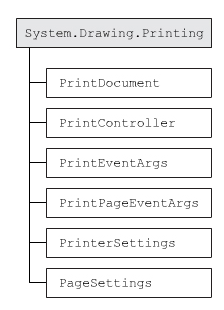 System.Drawing.Printing
PrintDocument
PrintController
PrintEventArgs
PrintPageEventArgs
PrinterSettings
PageSettings